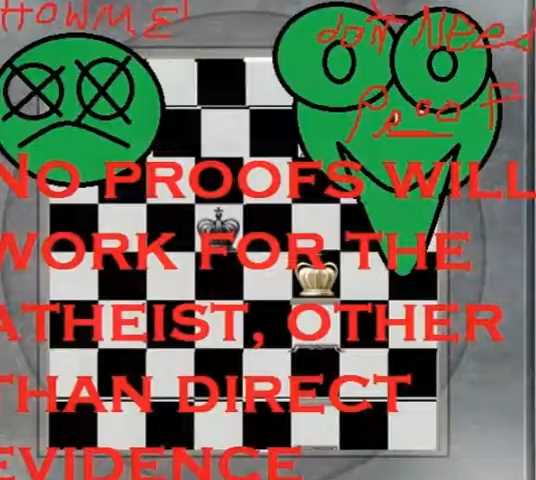 HOWME!
don't NEED
PROOF
NO PROOFS WILL
WORK FOR THE
ATHEIST, OTHER
THAN DIRECT
EVIDENCE